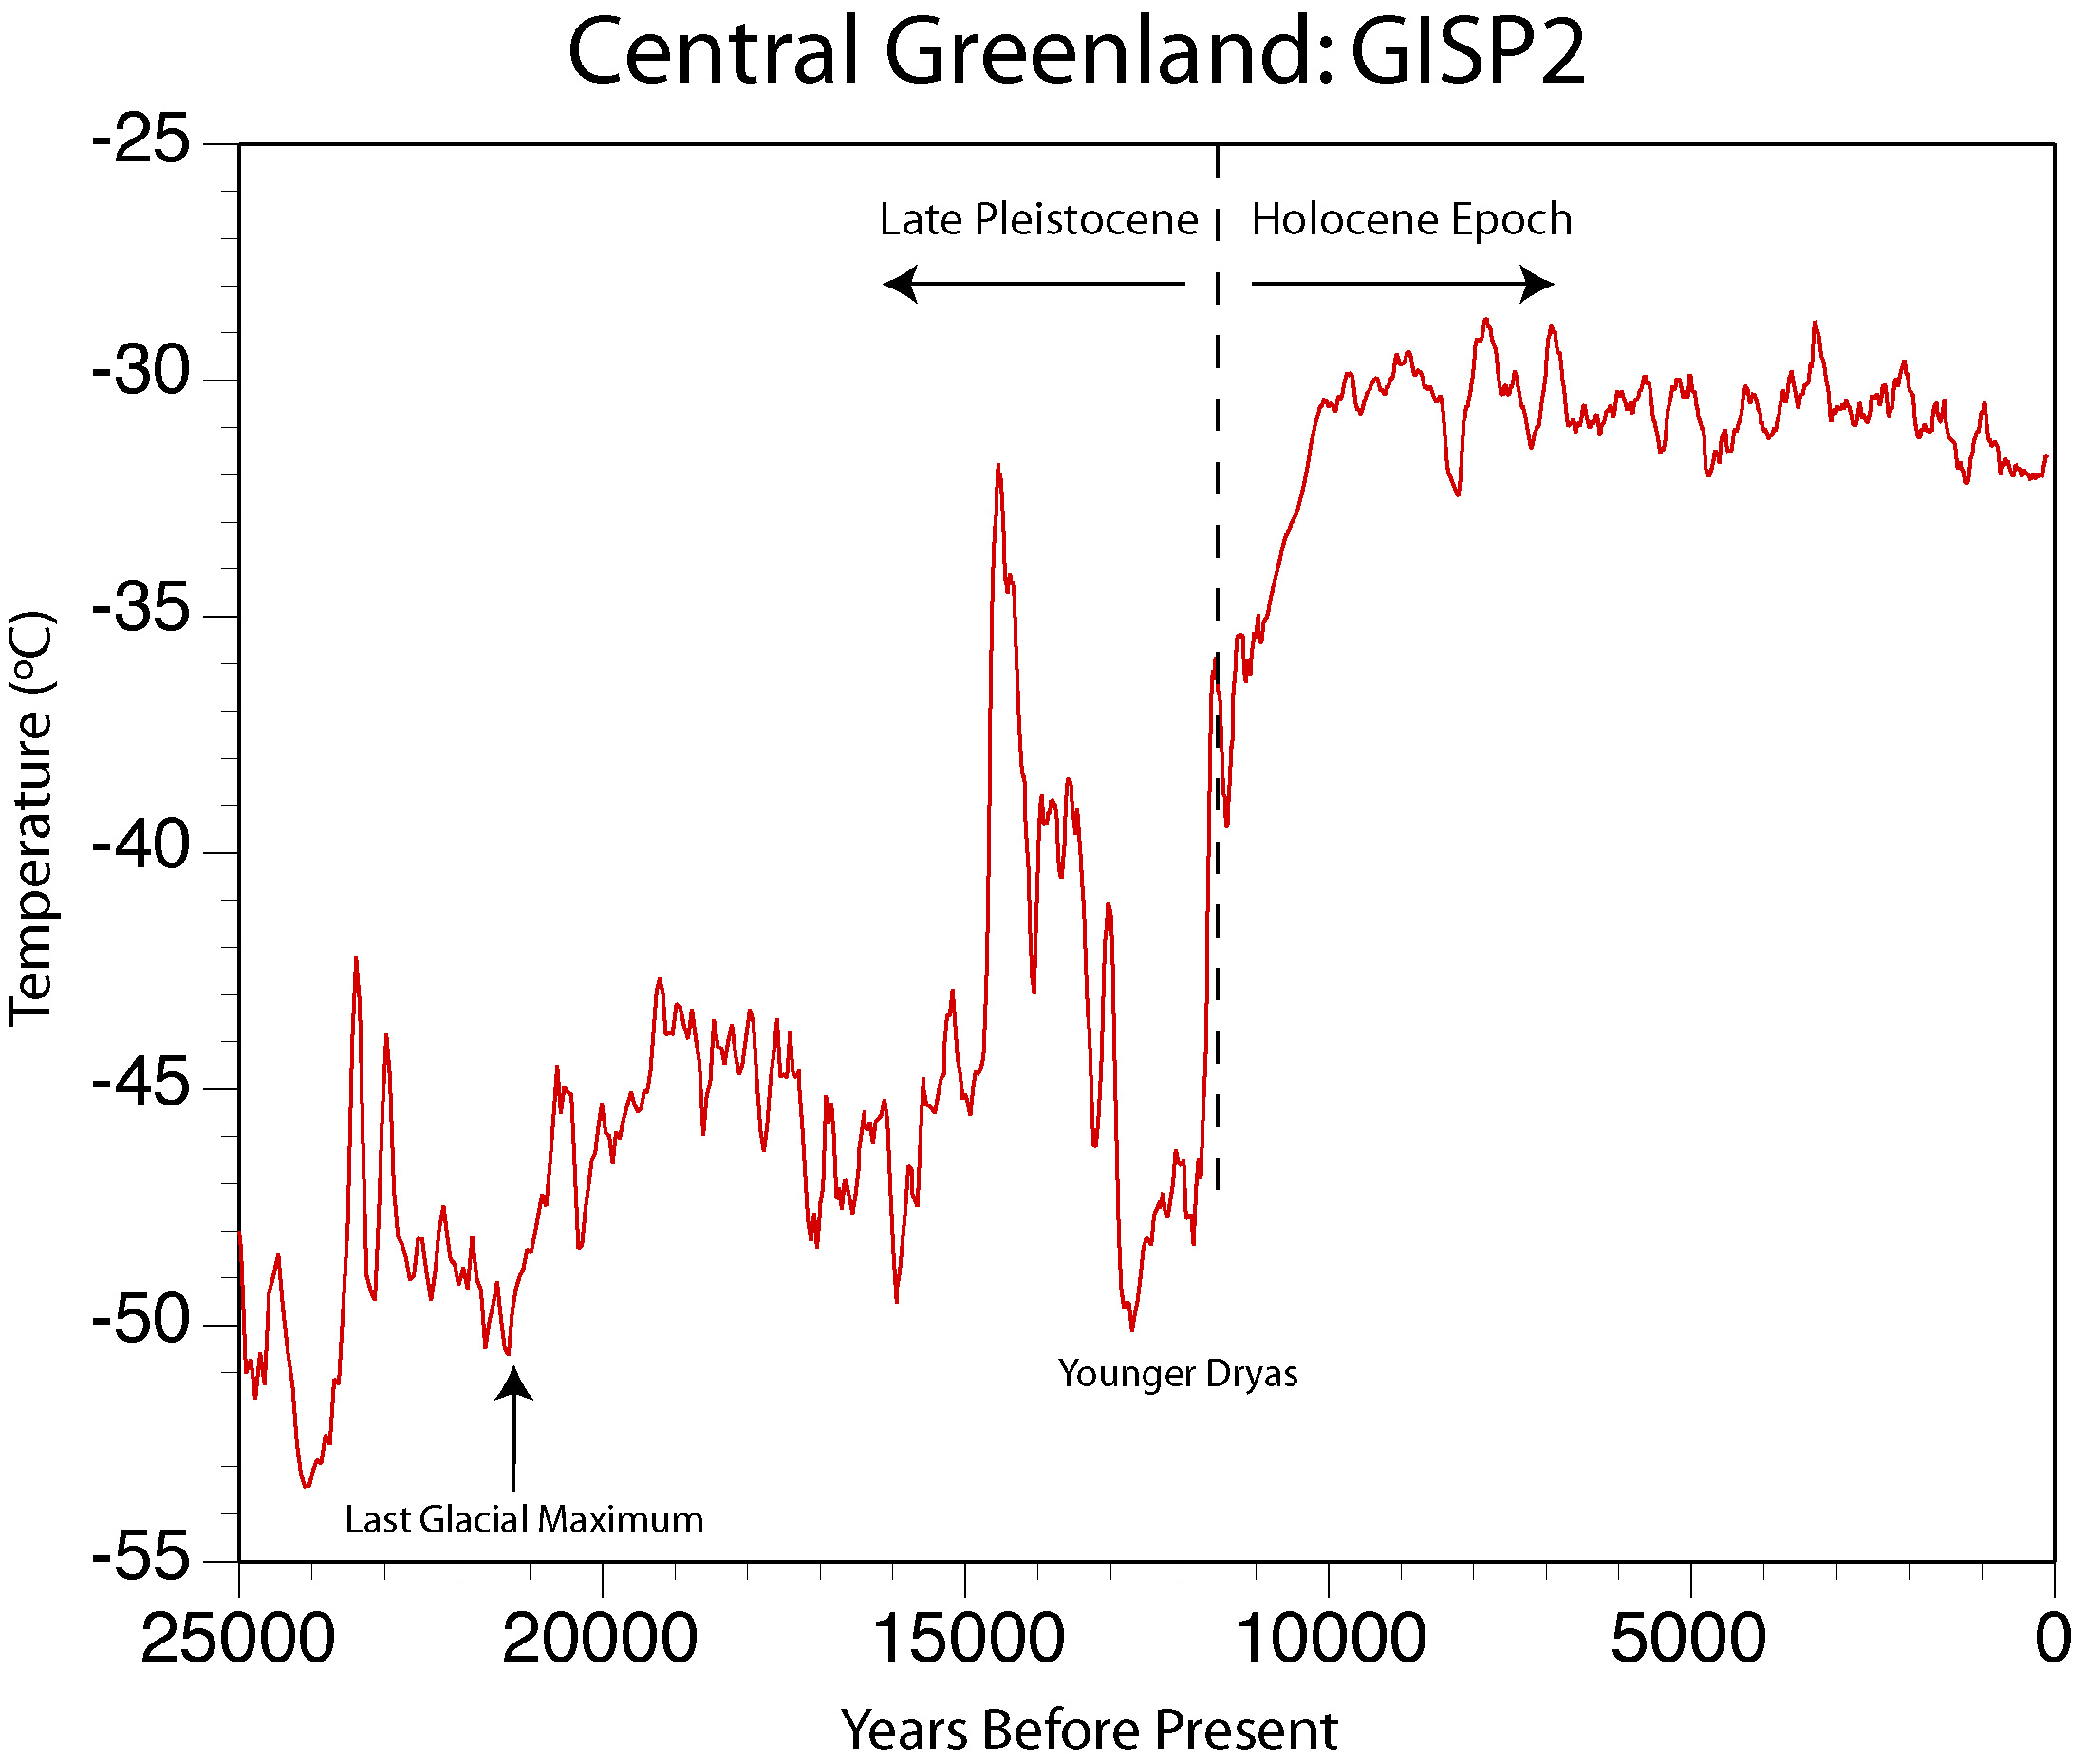 Central Greenland: GISP2
-25
Late Pleistocene
Holocene Epoch
-30
-35
Temperature (ºC)
-40
-45
-50
Younger Dryas
Last Glacial Maximum
-55
25000
20000
15000
10000
5000
0
Years Before Present